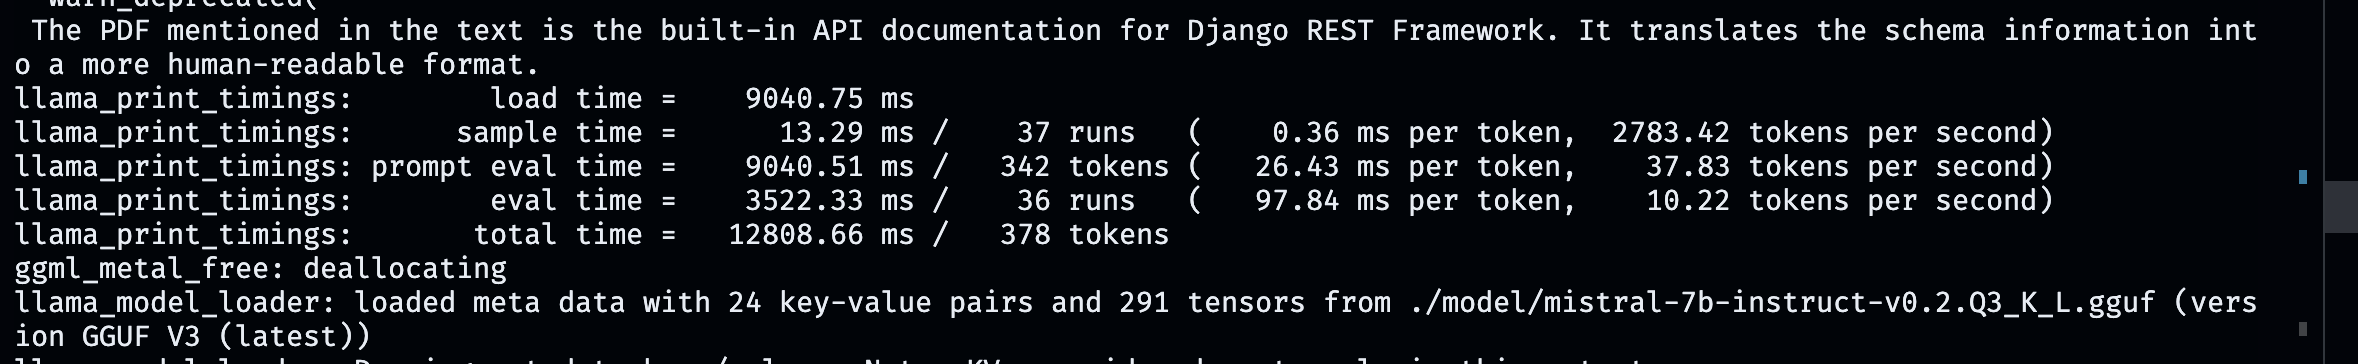 warn_deprecated(
The PDF mentioned in the text is the built-in API documentation for Django REST Framework. It translates the schema information int
o a more human-readable format.
llama_print_timings:        load time =    9040.75 ms
llama_print_timings:      sample time =      13.29 ms /    37 runs   (    0.36 ms per token,  2783.42 tokens per second)
llama_print_timings: prompt eval time =    9040.51 ms /   342 tokens (   26.43 ms per token,    37.83 tokens per second)
llama_print_timings:        eval time =    3522.33 ms /    36 runs   (   97.84 ms per token,    10.22 tokens per second)
llama_print_timings:       total time =   12808.66 ms /   378 tokens
ggml_metal_free: deallocating
llama_model_loader: loaded meta data with 24 key-value pairs and 291 tensors from ./model/mistral-7b-instruct-v0.2.Q3_K_L.gguf (vers
ion GGUF V3 (latest))